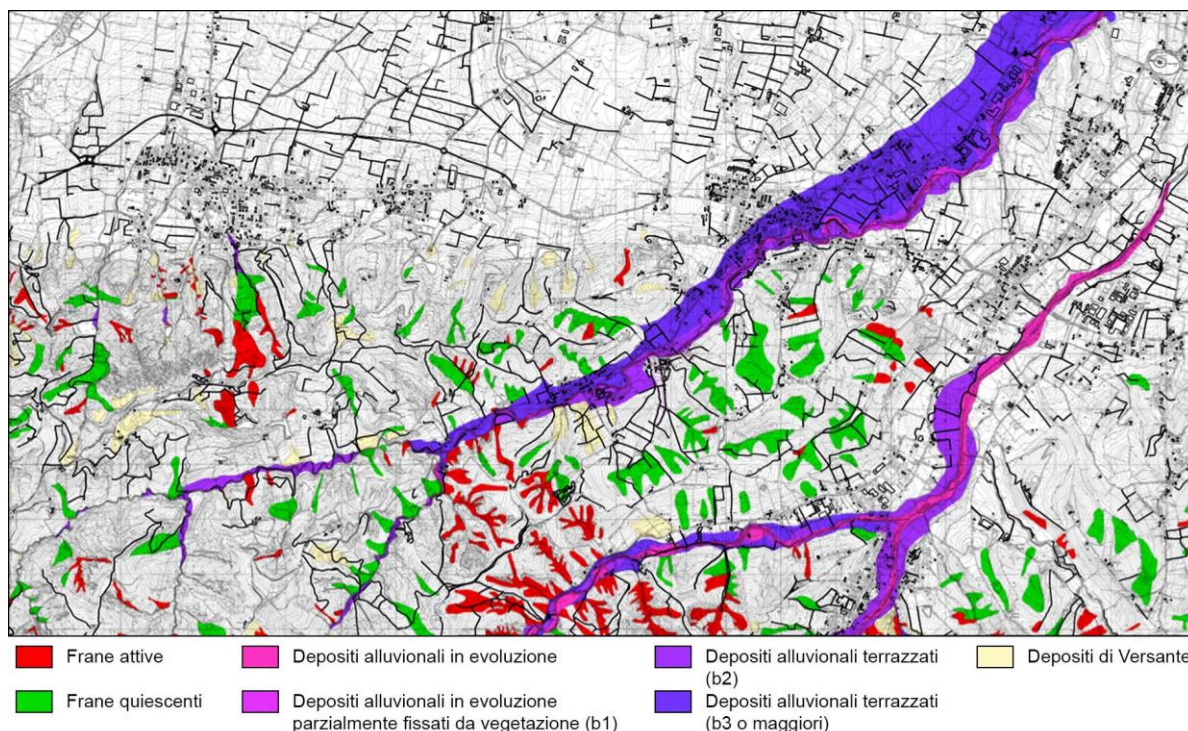 Frane attive
Depositi alluvionali in evoluzione
Depositi alluvionali terrazzati
(b2)
Depositi di Versante
Frane quiescenti
Depositi alluvionali in evoluzione
parzialmente fissati da vegetazione (b1)
Depositi alluvionali terrazzati
(b3 o maggiori)